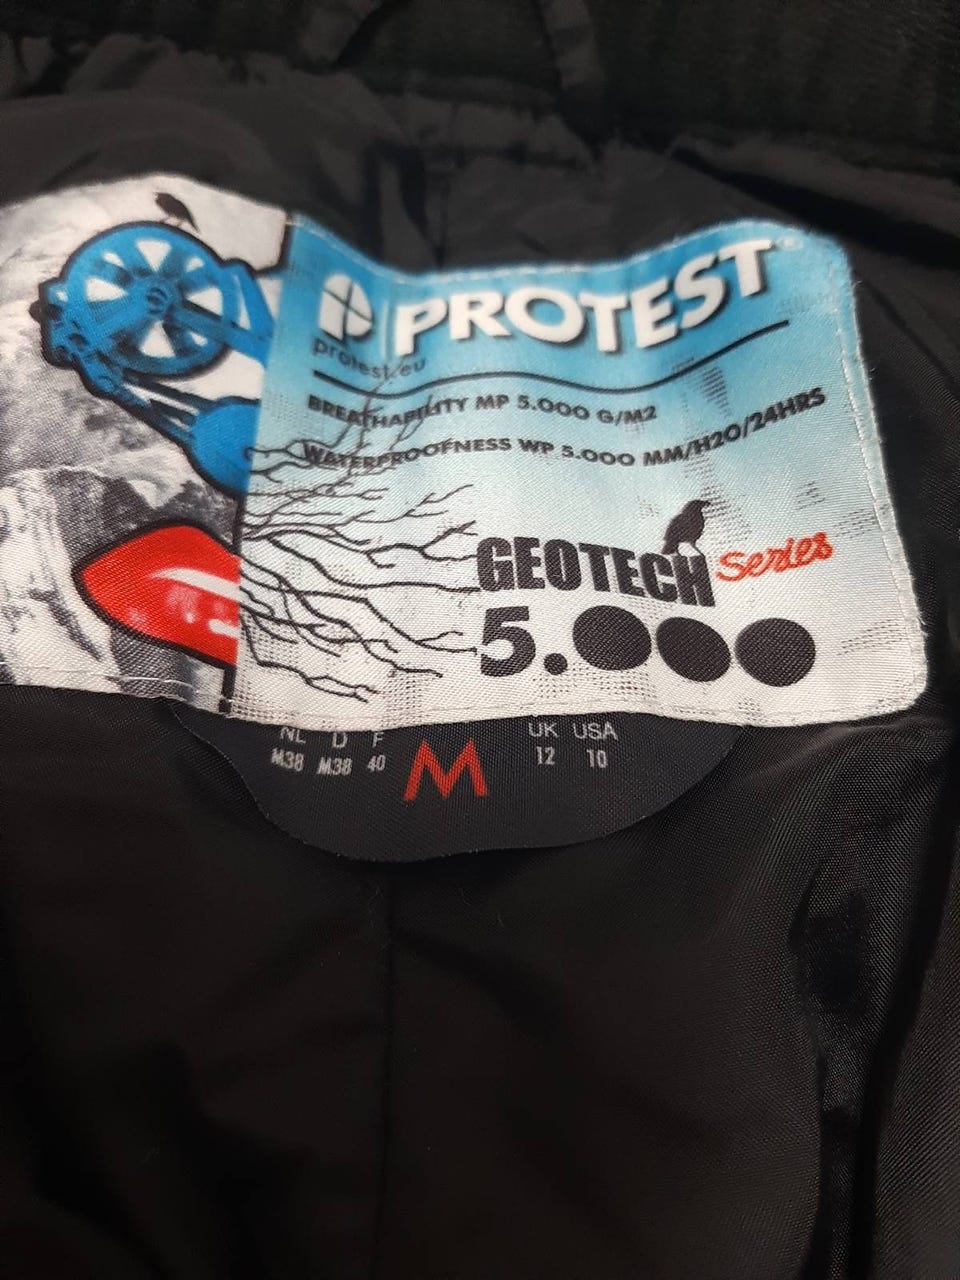 PROTEST
protest.eu
BREATHABILITY MP 5.000 G/M2
WATERPROOFNESS WP 5.000 MM/H2O/24HRS
GEOTECH Series
5.000
NL D F UK USA
M38 M38 40 M 12 10